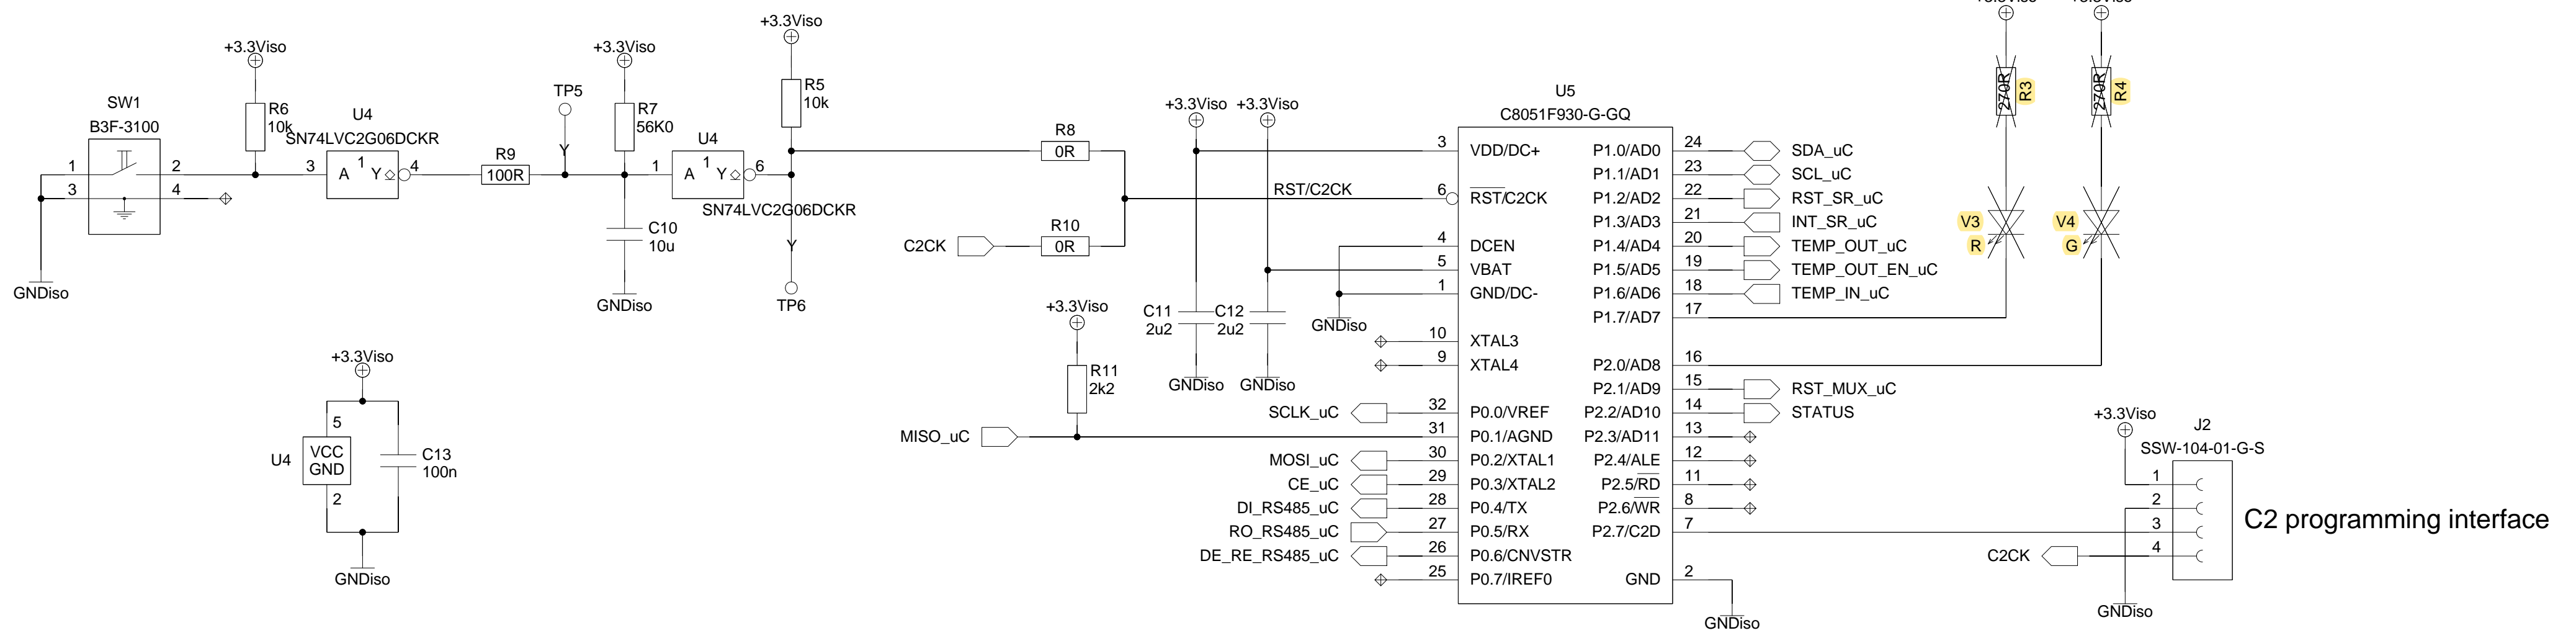 +3.3Viso
SW1
B3F-3100
1
2
3
4
GNDiso
+3.3Viso
R6
10k
U4
SN74LVC2G06DCKR
3
A
1
Y
4
R9
100R
TP5
Y
+3.3Viso
R7
56K0
C10
10u
GNDiso
U4
1
A
1
Y
6
SN74LVC2G06DCKR
R5
10k
Y
TP6
+3.3Viso
5
U4
VCC
GND
2
C13
100n
GNDiso
R8
0R
RST/C2CK
C2CK
R10
0R
+3.3Viso
+3.3Viso
C11
2u2
C12
2u2
GNDiso
GNDiso
GNDiso
+3.3Viso
R11
2k2
MISO_uC
SCLK_uC
MOSI_uC
CE_uC
DI_RS485_uC
RO_RS485_uC
DE_RE_RS485_uC
U5
C8051F930-G-GQ
3 VDD/DC+
6 RST/C2CK
4 DCEN
5 VBAT
1 GND/DC-
10 XTAL3
9 XTAL4
32 P0.0/VREF
31 P0.1/AGND
30 P0.2/XTAL1
29 P0.3/XTAL2
28 P0.4/TX
27 P0.5/RX
26 P0.6/CNVSTR
25 P0.7/IREF0
P1.0/AD0 24 SDA_uC
P1.1/AD1 23 SCL_uC
P1.2/AD2 22 RST_SR_uC
P1.3/AD3 21 INT_SR_uC
P1.4/AD4 20 TEMP_OUT_uC
P1.5/AD5 19 TEMP_OUT_EN_uC
P1.6/AD6 18 TEMP_IN_uC
P1.7/AD7 17
P2.0/AD8 16
P2.1/AD9 15 RST_MUX_uC
P2.2/AD10 14 STATUS
P2.3/AD11 13
P2.4/ALE 12
P2.5/RD 11
P2.6/WR 8
P2.7/C2D 7
GND 2
GNDiso
270R
R3
270R
R4
V3
R
V4
G
+3.3Viso
J2
SSW-104-01-G-S
1
2
3
4
C2CK
GNDiso
C2 programming interface